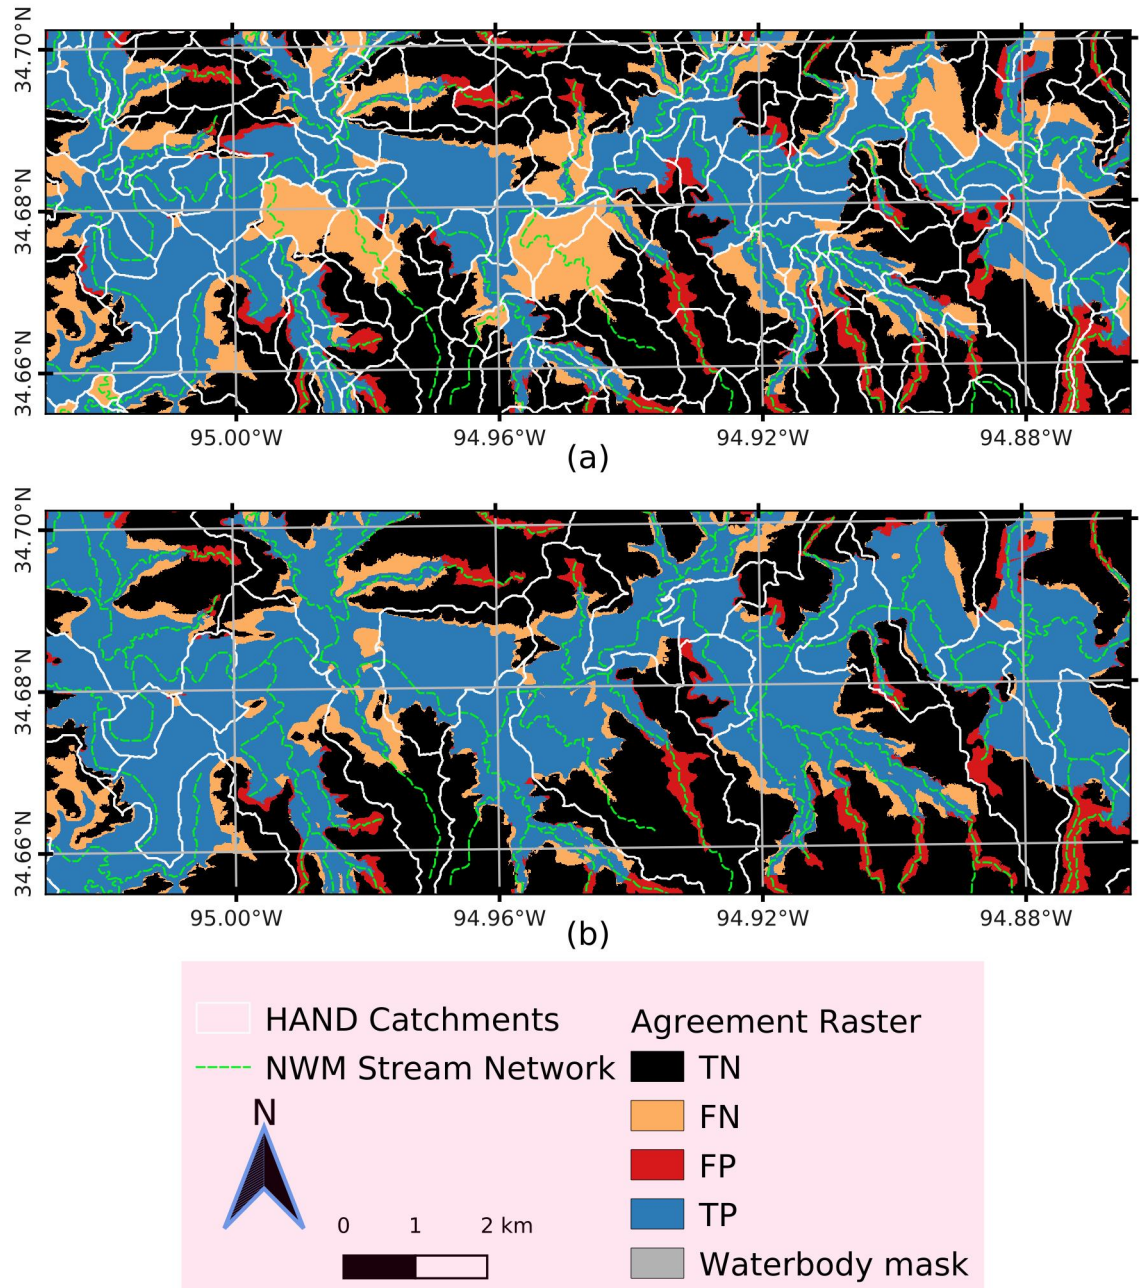 34.70°N
34.68°N
34.66°N
95.00°W 94.96°W 94.92°W 94.88°W
(a)
34.70°N
34.68°N
34.66°N
95.00°W 94.96°W 94.92°W 94.88°W
(b)
HAND Catchments
NWM Stream Network
N
0 1 2 km
Agreement Raster
TN
FN
FP
TP
Waterbody mask